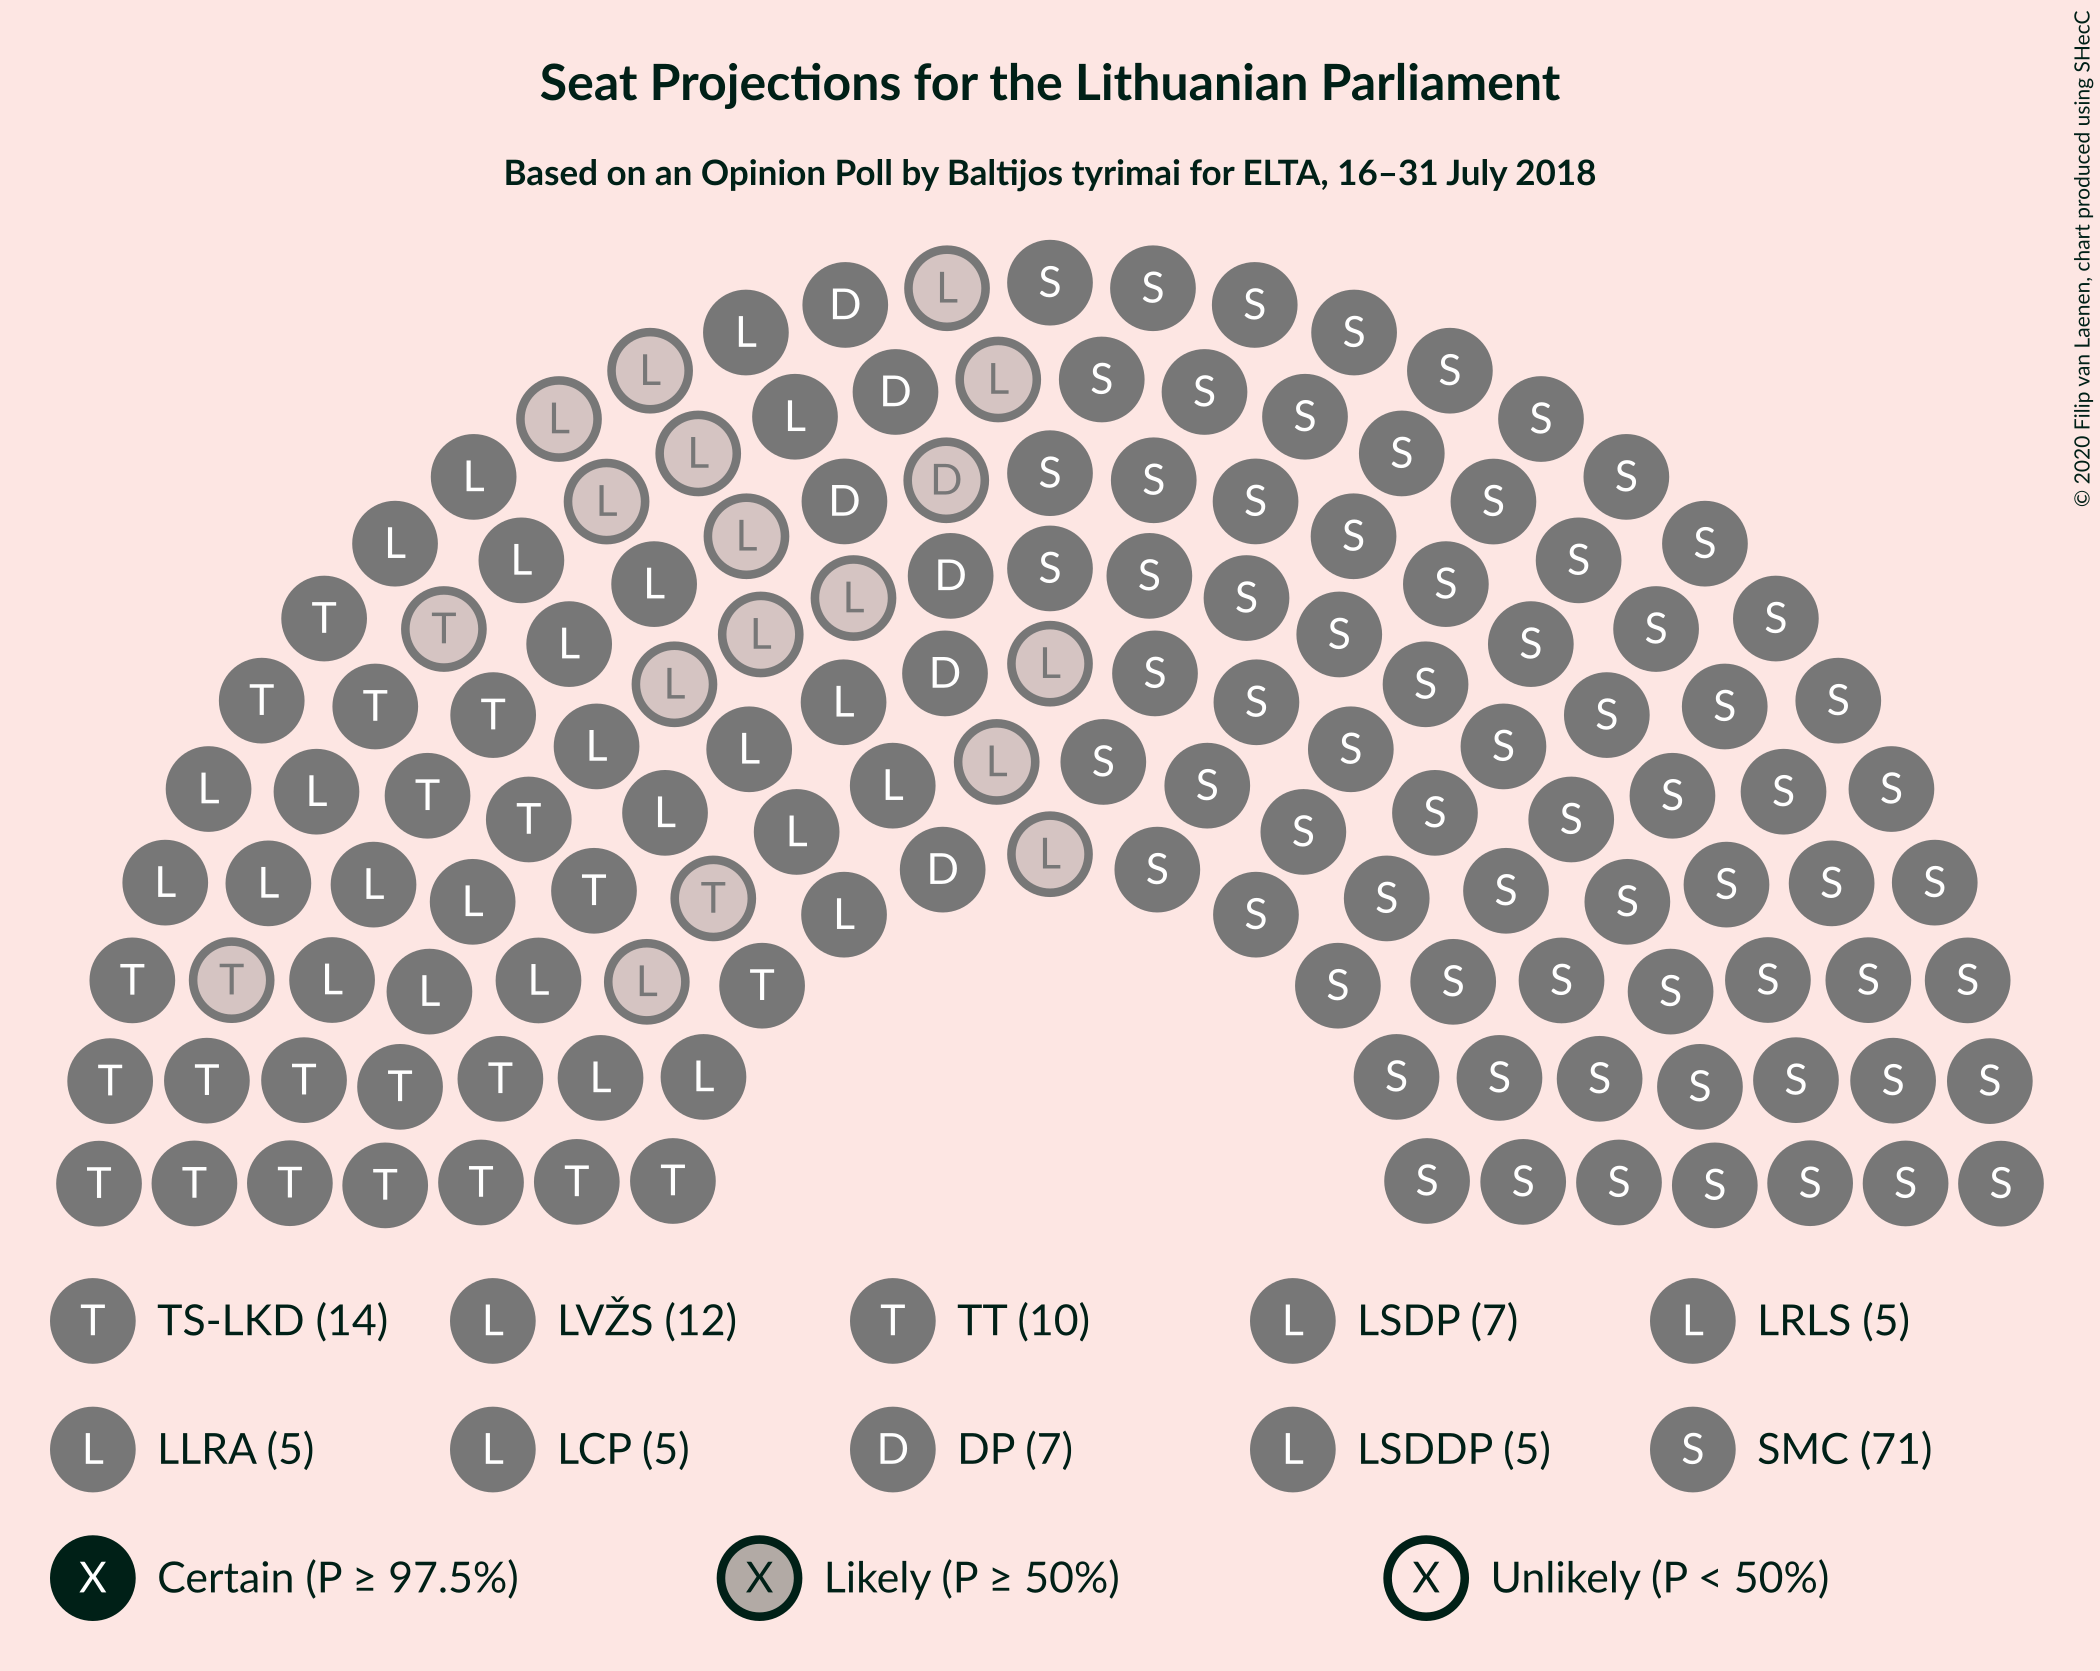 Seat Projections for the Lithuanian Parliament
Based on an Opinion Poll by Baltijos tyrimai for ELTA, 16–31 July 2018
© 2020 Filip van Laenen, chart produced using SHecC
L S S S S
D S
L S
L S
L D L S S S S
L L S
L S
L D D S S S S
L L S
L S
T T L L D S S S S S
L L S S
T T T L L L D L S S S S S S S
L T T L L L L L S S S S S S S S
L L L L T T L D L S S S S S S S S
T T L L L L T S S S S S S S
T T T T T L L S S S S S S S
T T T T T T T S S S S S S S
T TS-LKD (14) L LVŽS (12) T TT (10) L LSDP (7) L LRLS (5)
L LLRA (5) L LCP (5) D DP (7) L LSDDP (5) S SMC (71)
X Certain (P ≥ 97.5%) X Likely (P ≥ 50%) X Unlikely (P < 50%)